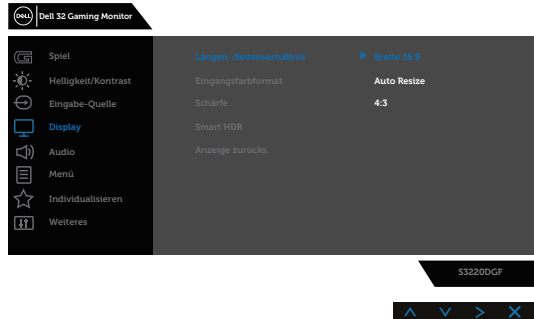 DELL
Dell 32 Gaming Monitor
Spiel
Helligkeit/Kontrast
Eingabe-Quelle
Display
Audio
Menü
Individualisieren
Weiteres
Längen-/Seitenverhältnis
Eingangsfarbformat
Schärfe
Smart HDR
Anzeige zurücks.
Breite 16:9
Auto Resize
4:3
S3220DGF